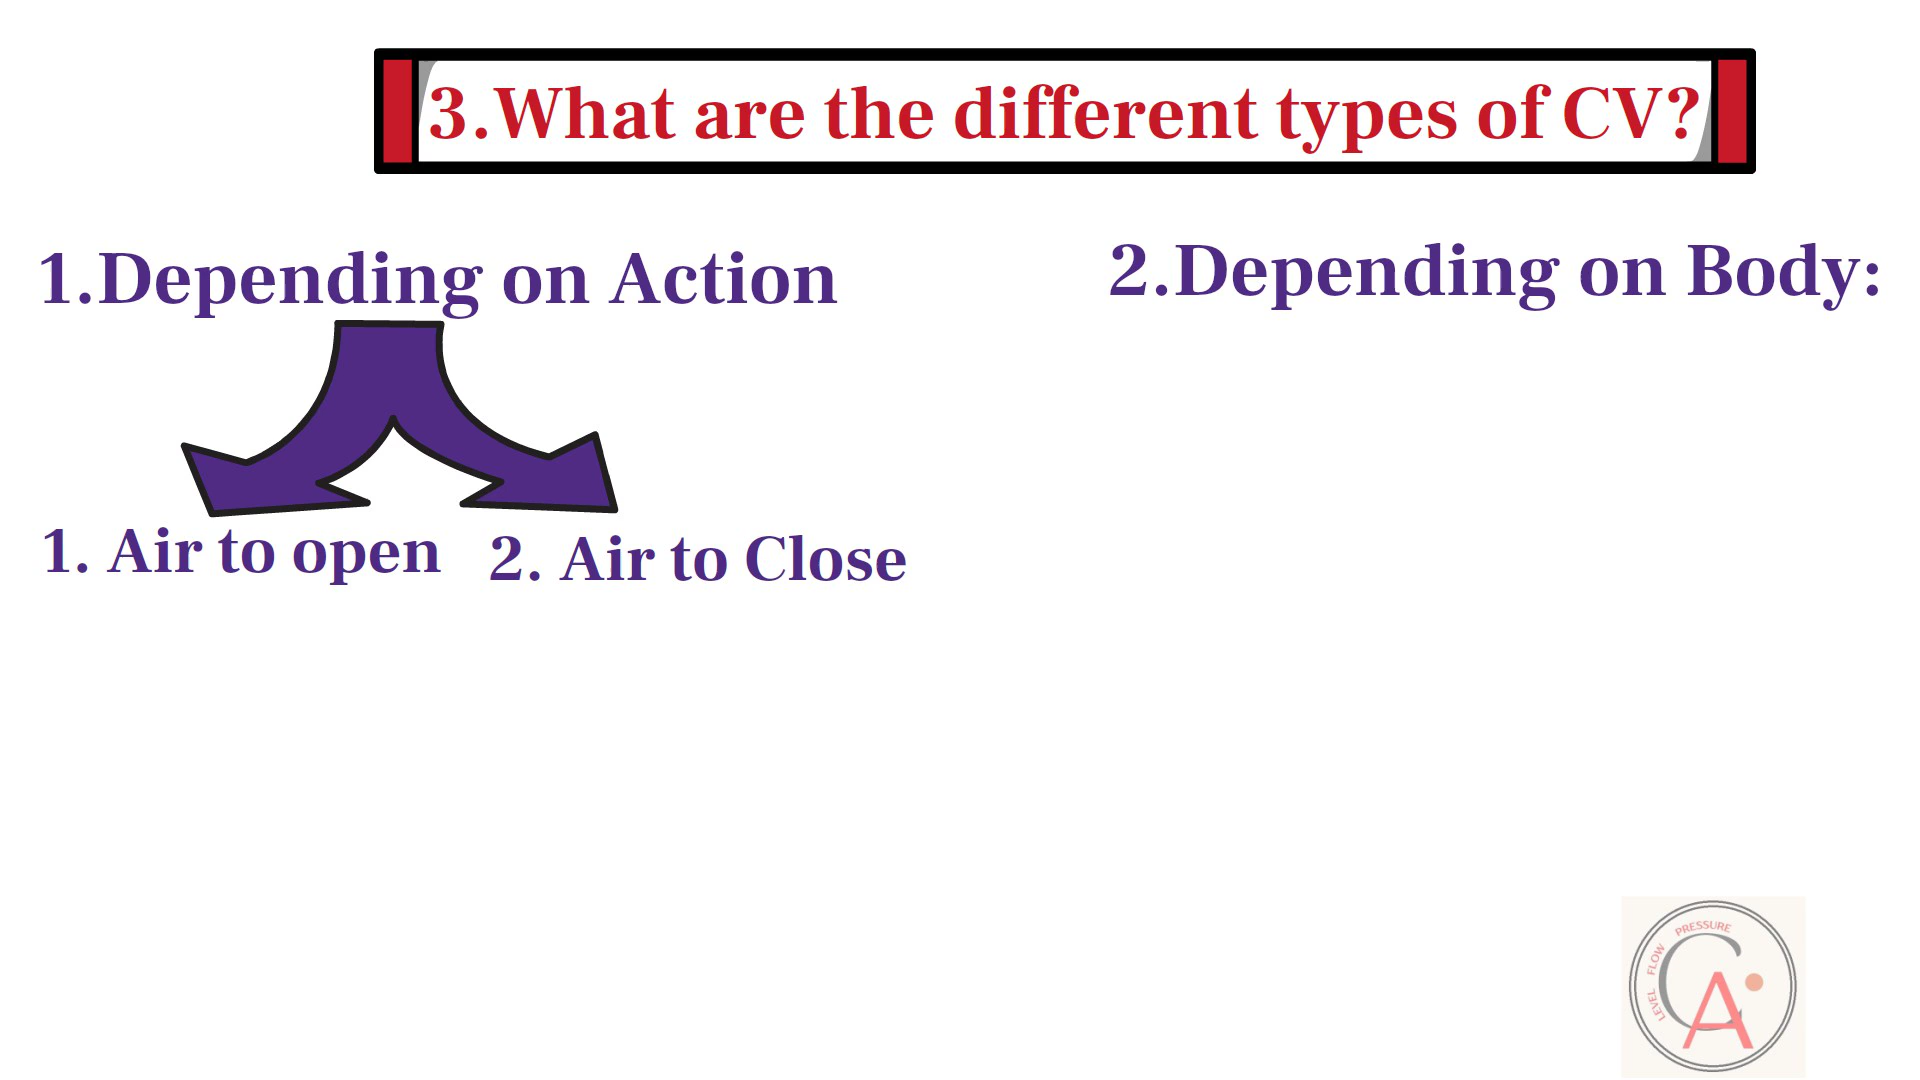 3.What are the different types of CV?
1.Depending on Action
2.Depending on Body:
1. Air to open
2. Air to Close
PRESSURE
FLOW
LEVEL
CA